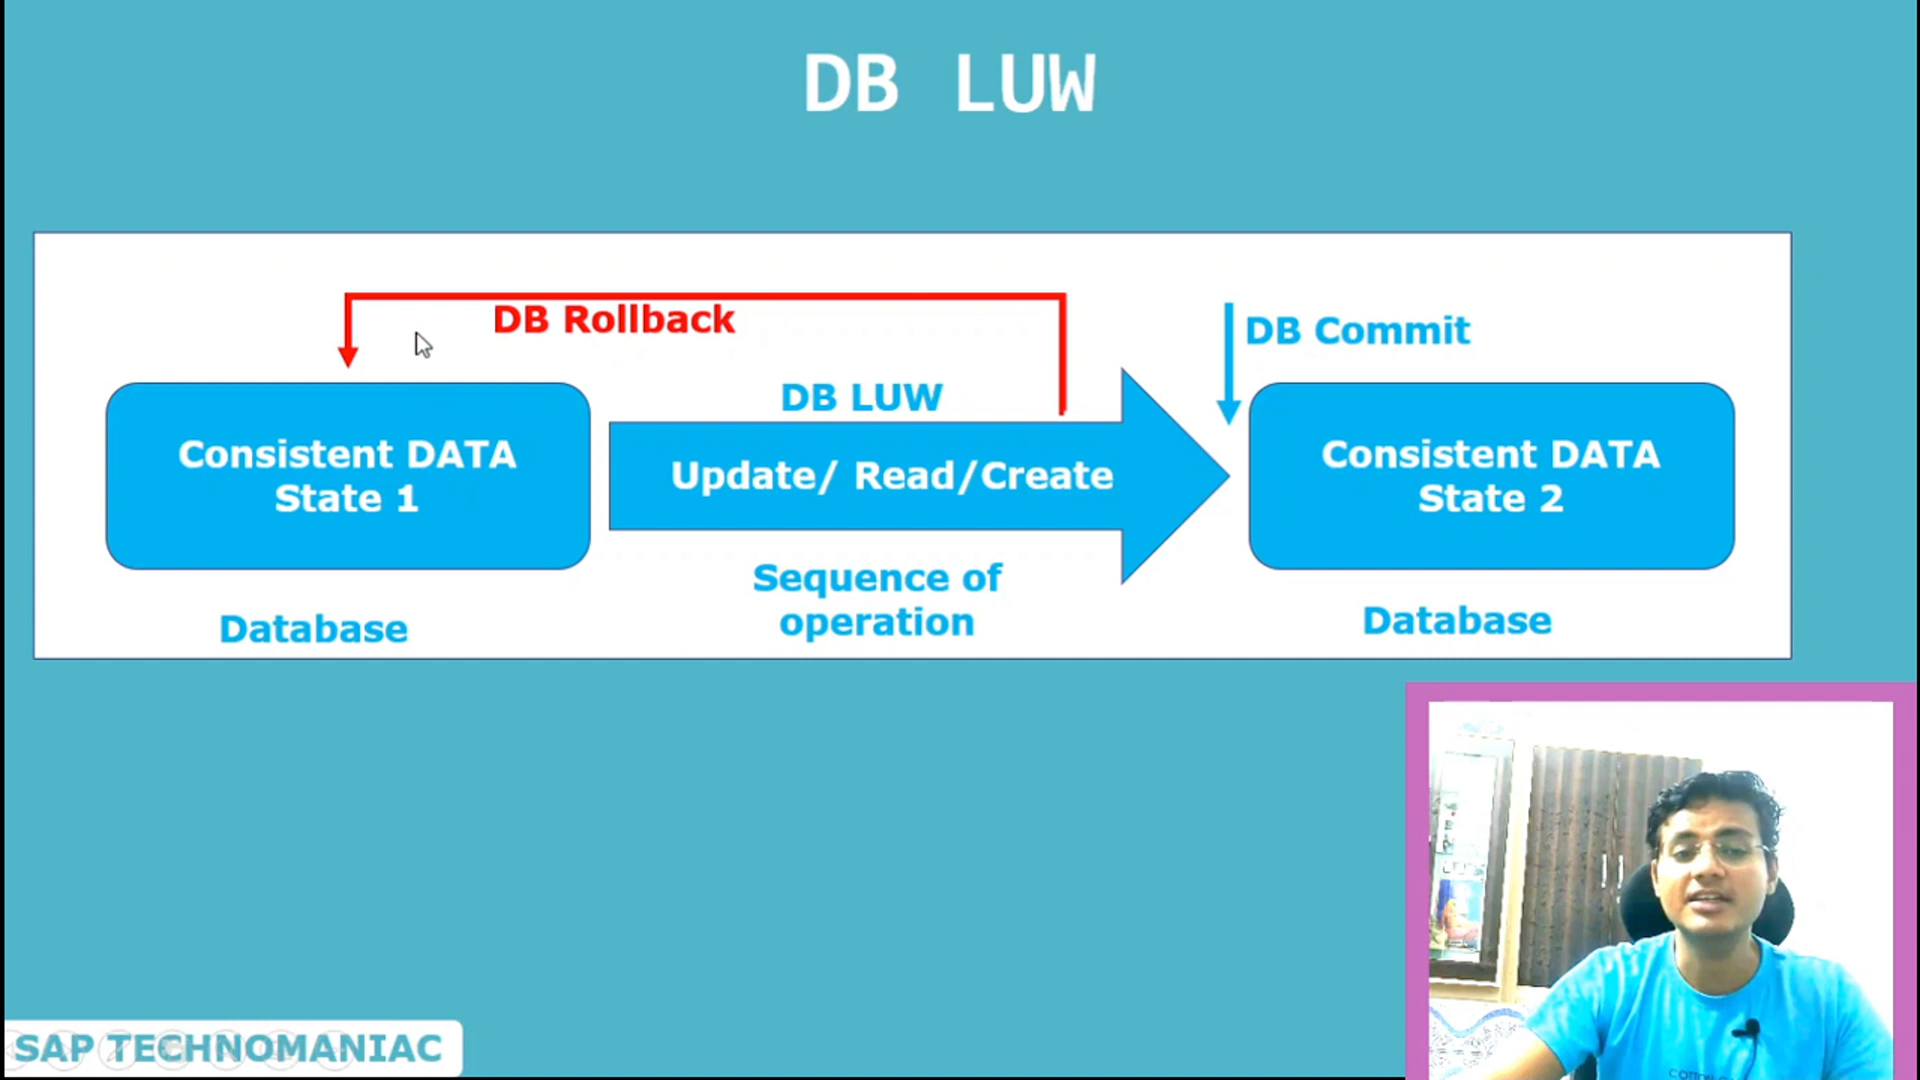 DB LUW
DB Rollback
DB Commit
DB LUW
Consistent DATA
State 1
Update/ Read/Create
Consistent DATA
State 2
Sequence of
operation
Database
Database
SAP TECHNOMANIAC